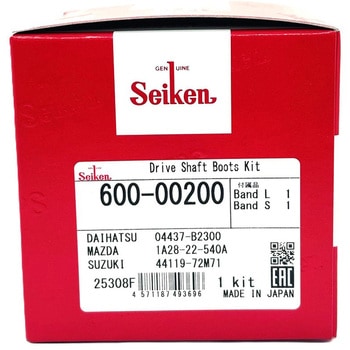 GENUINE
Seiken
Seiken
Drive Shaft Boots Kit
600-00200
付属品
Band L 1
Band S 1
DAIHATSU 04437-B2300
MAZDA 1A28-22-540A
SUZUKI 44119-72M71
25308F
4 571187 493696
1 kit
MADE IN JAPAN
EAC